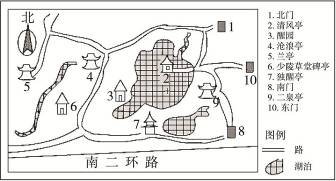 北
1
2
3
4
5
6
7
8
9
10
南二环路
1. 北门
2. 清风亭
3. 醒园
4. 沧浪亭
5. 兰亭
6. 少陵草堂碑亭
7. 独醒亭
8. 南门
9. 二泉亭
10. 东门
图例
路
湖泊